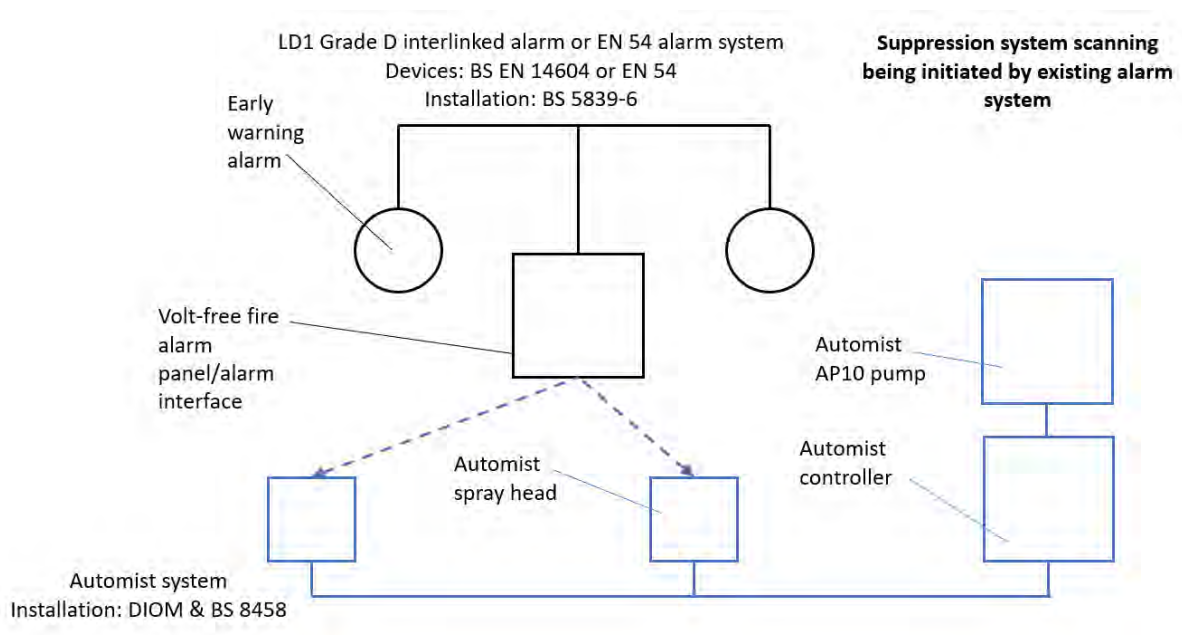 LD1 Grade D interlinked alarm or EN 54 alarm system
Devices: BS EN 14604 or EN 54
Installation: BS 5839-6
Suppression system scanning
being initiated by existing alarm
system
Early
warning
alarm
Volt-free fire
alarm
panel/alarm
interface
Automist
AP10 pump
Automist
spray head
Automist
controller
Automist system
Installation: DIOM & BS 8458